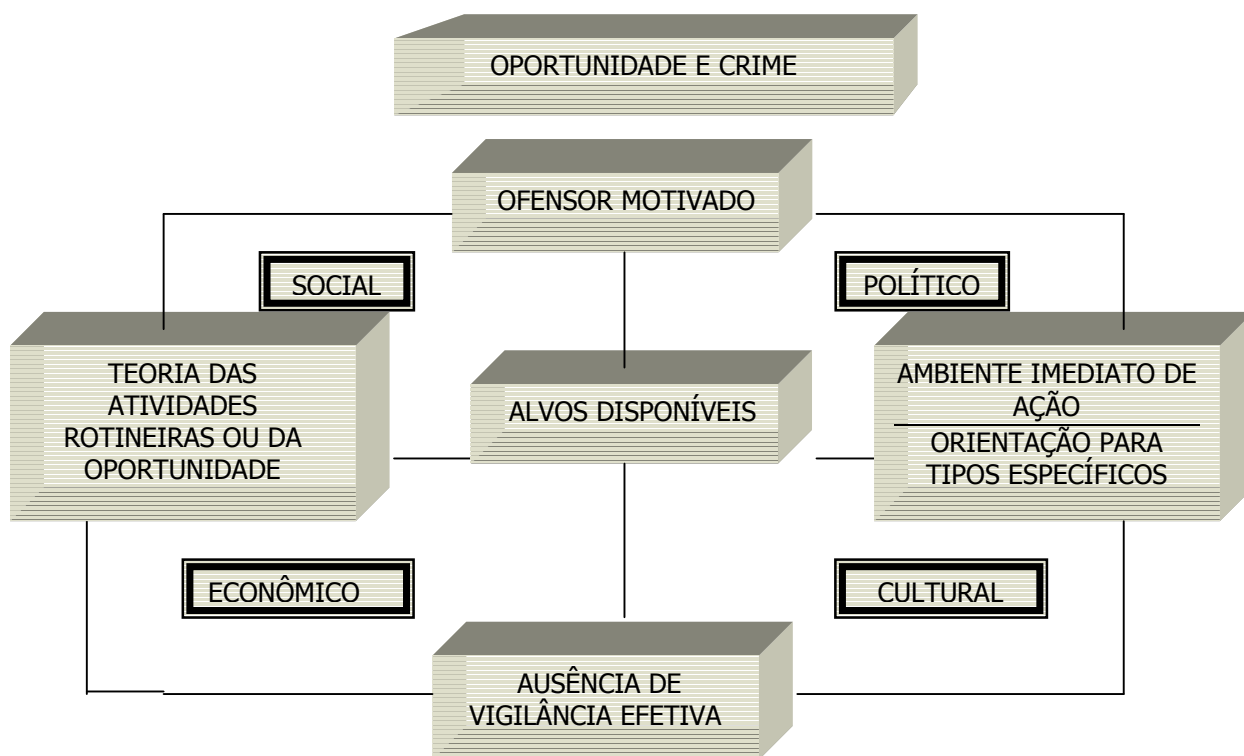 OPORTUNIDADE E CRIME
OFENSOR MOTIVADO
SOCIAL
POLÍTICO
TEORIA DAS
ATIVIDADES
ROTINEIRAS OU DA
OPORTUNIDADE
ALVOS DISPONÍVEIS
AMBIENTE IMEDIATO DE
AÇÃO
ORIENTAÇÃO PARA
TIPOS ESPECÍFICOS
ECONÔMICO
CULTURAL
AUSÊNCIA DE
VIGILÂNCIA EFETIVA